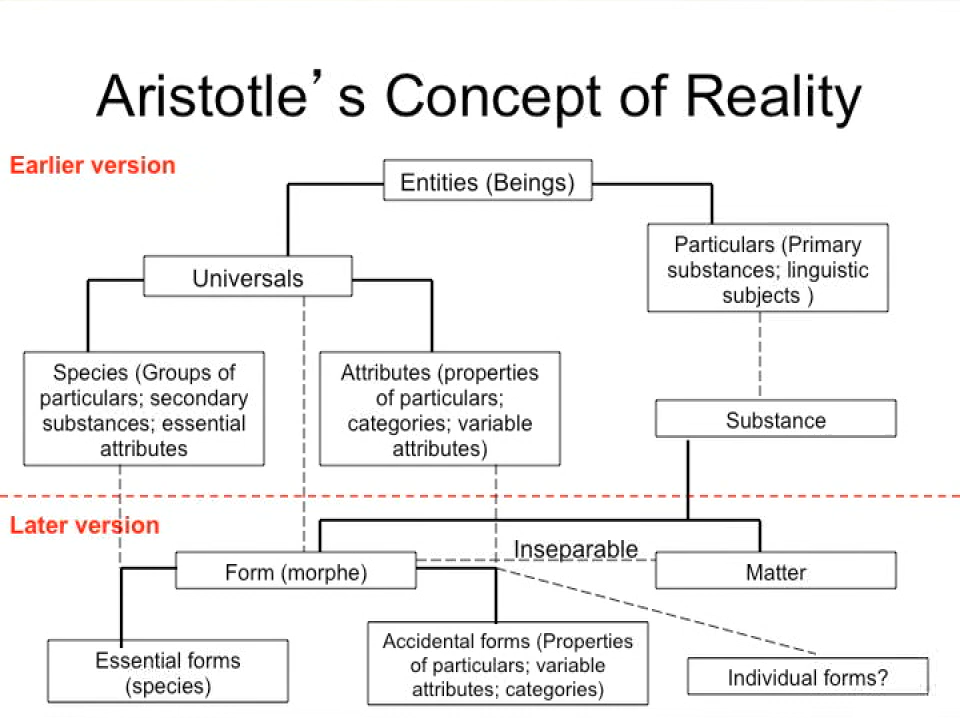 Aristotle’s Concept of Reality
Earlier version
Entities (Beings)
Particulars (Primary
substances; linguistic
subjects )
Universals
Species (Groups of
particulars; secondary
substances; essential
attributes
Attributes (properties
of particulars;
categories; variable
attributes)
Substance
Later version
Inseparable
Form (morphe)
Matter
Essential forms
(species)
Accidental forms (Properties
of particulars; variable
attributes; categories)
Individual forms?